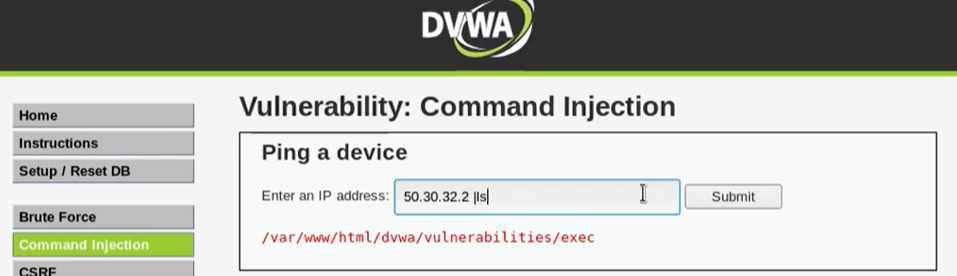 DVWA
Home
Instructions
Setup / Reset DB
Brute Force
Command Injection
CSRF
Vulnerability: Command Injection
Ping a device
Enter an IP address: 50.30.32.2 |ls Submit
/var/www/html/dvwa/vulnerabilities/exec